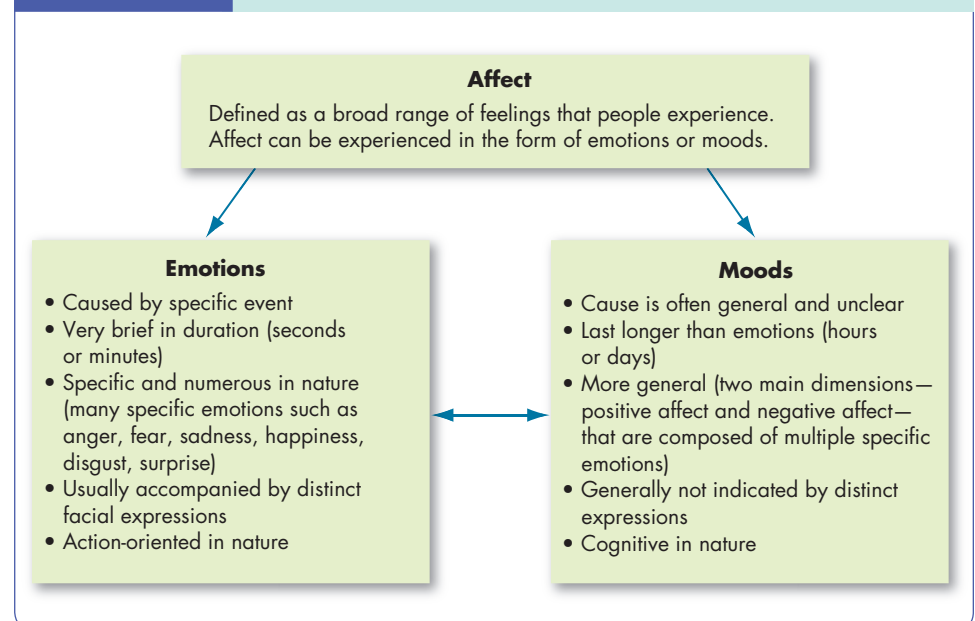 Affect
Defined as a broad range of feelings that people experience.
Affect can be experienced in the form of emotions or moods.
Emotions
• Caused by specific event
• Very brief in duration (seconds
or minutes)
• Specific and numerous in nature
(many specific emotions such as
anger, fear, sadness, happiness,
disgust, surprise)
• Usually accompanied by distinct
facial expressions
• Action-oriented in nature
Moods
• Cause is often general and unclear
• Last longer than emotions (hours
or days)
• More general (two main dimensions—
positive affect and negative affect—
that are composed of multiple specific
emotions)
• Generally not indicated by distinct
expressions
• Cognitive in nature